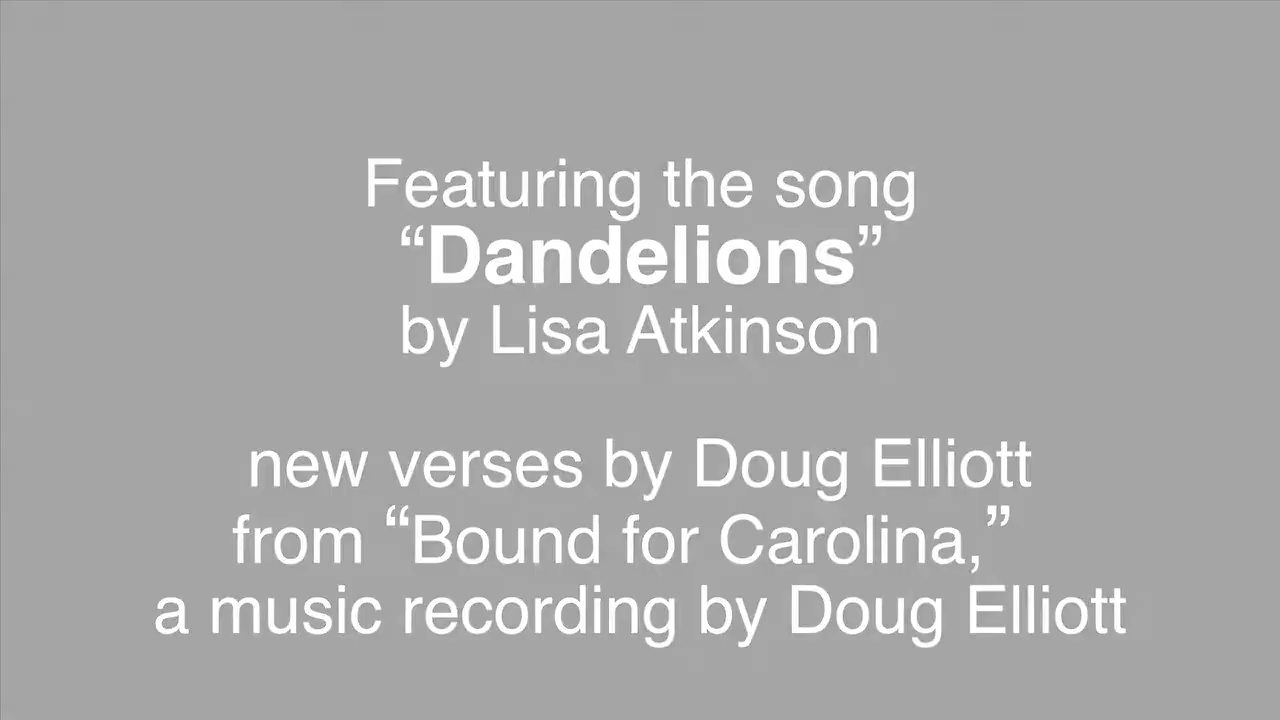 Featuring the song
“Dandelions”
by Lisa Atkinson
new verses by Doug Elliott
from “Bound for Carolina,”
a music recording by Doug Elliott